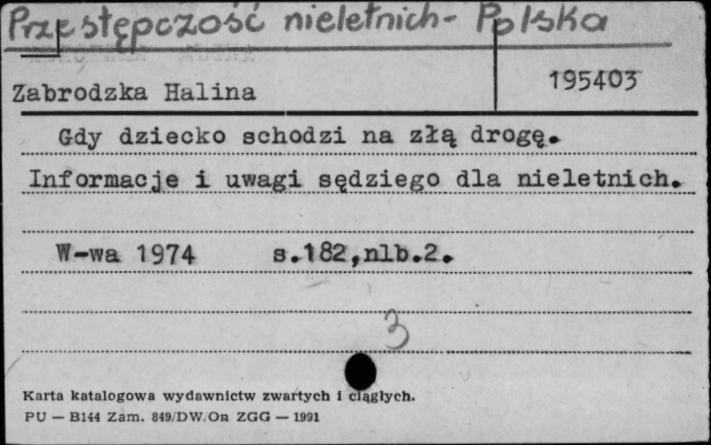 Przestępczość nieletnich - Polska
195403
Zabrodzka Halina
Gdy dziecko schodzi na złą drogę.
Informacje i uwagi sędziego dla nieletnich.
W-wa 1974 s.182,nlb.2.
3
Karta katalogowa wydawnictw zwartych i ciągłych.
PU — B144 Zam. 849/DW/On ZGG — 1991